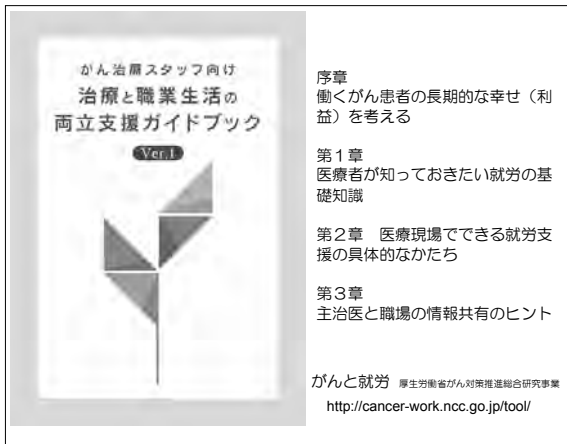 がん治療スタッフ向け
治療と職業生活の
両立支援ガイドブック
Ver.1
序章
働くがん患者の長期的な幸せ（利
益）を考える
第１章
医療者が知っておきたい就労の基
礎知識
第２章　医療現場でできる就労支
援の具体的なかたち
第３章
主治医と職場の情報共有のヒント
がんと就労 厚生労働省がん対策推進総合研究事業
http://cancer-work.ncc.go.jp/tool/